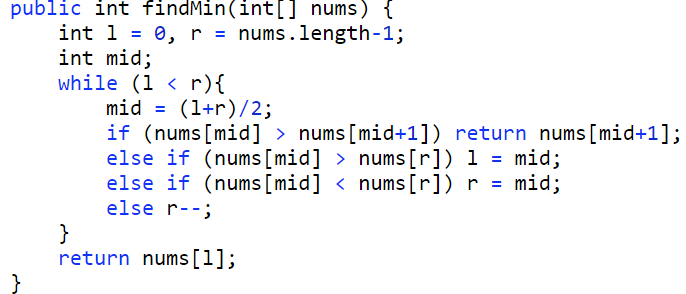 public int findMin(int[] nums) {
    int l = 0, r = nums.length-1;
    int mid;
    while (l < r){
        mid = (l+r)/2;
        if (nums[mid] > nums[mid+1]) return nums[mid+1];
        else if (nums[mid] > nums[r]) l = mid;
        else if (nums[mid] < nums[r]) r = mid;
        else r--;
    }
    return nums[l];
}